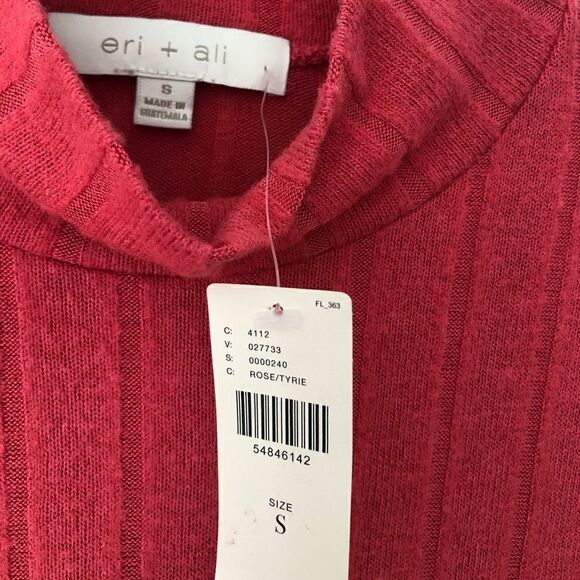 eri + ali
S
MADE IN
GUATEMALA
FL_363
C: 4112
V: 027733
S: 0000240
C: ROSE/TYRIE
54846142
SIZE
S